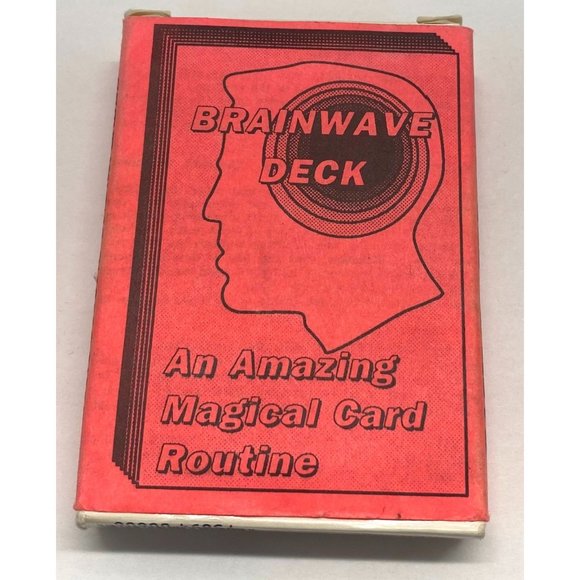 BRAINWAVE
DECK
An Amazing
Magical Card
Routine